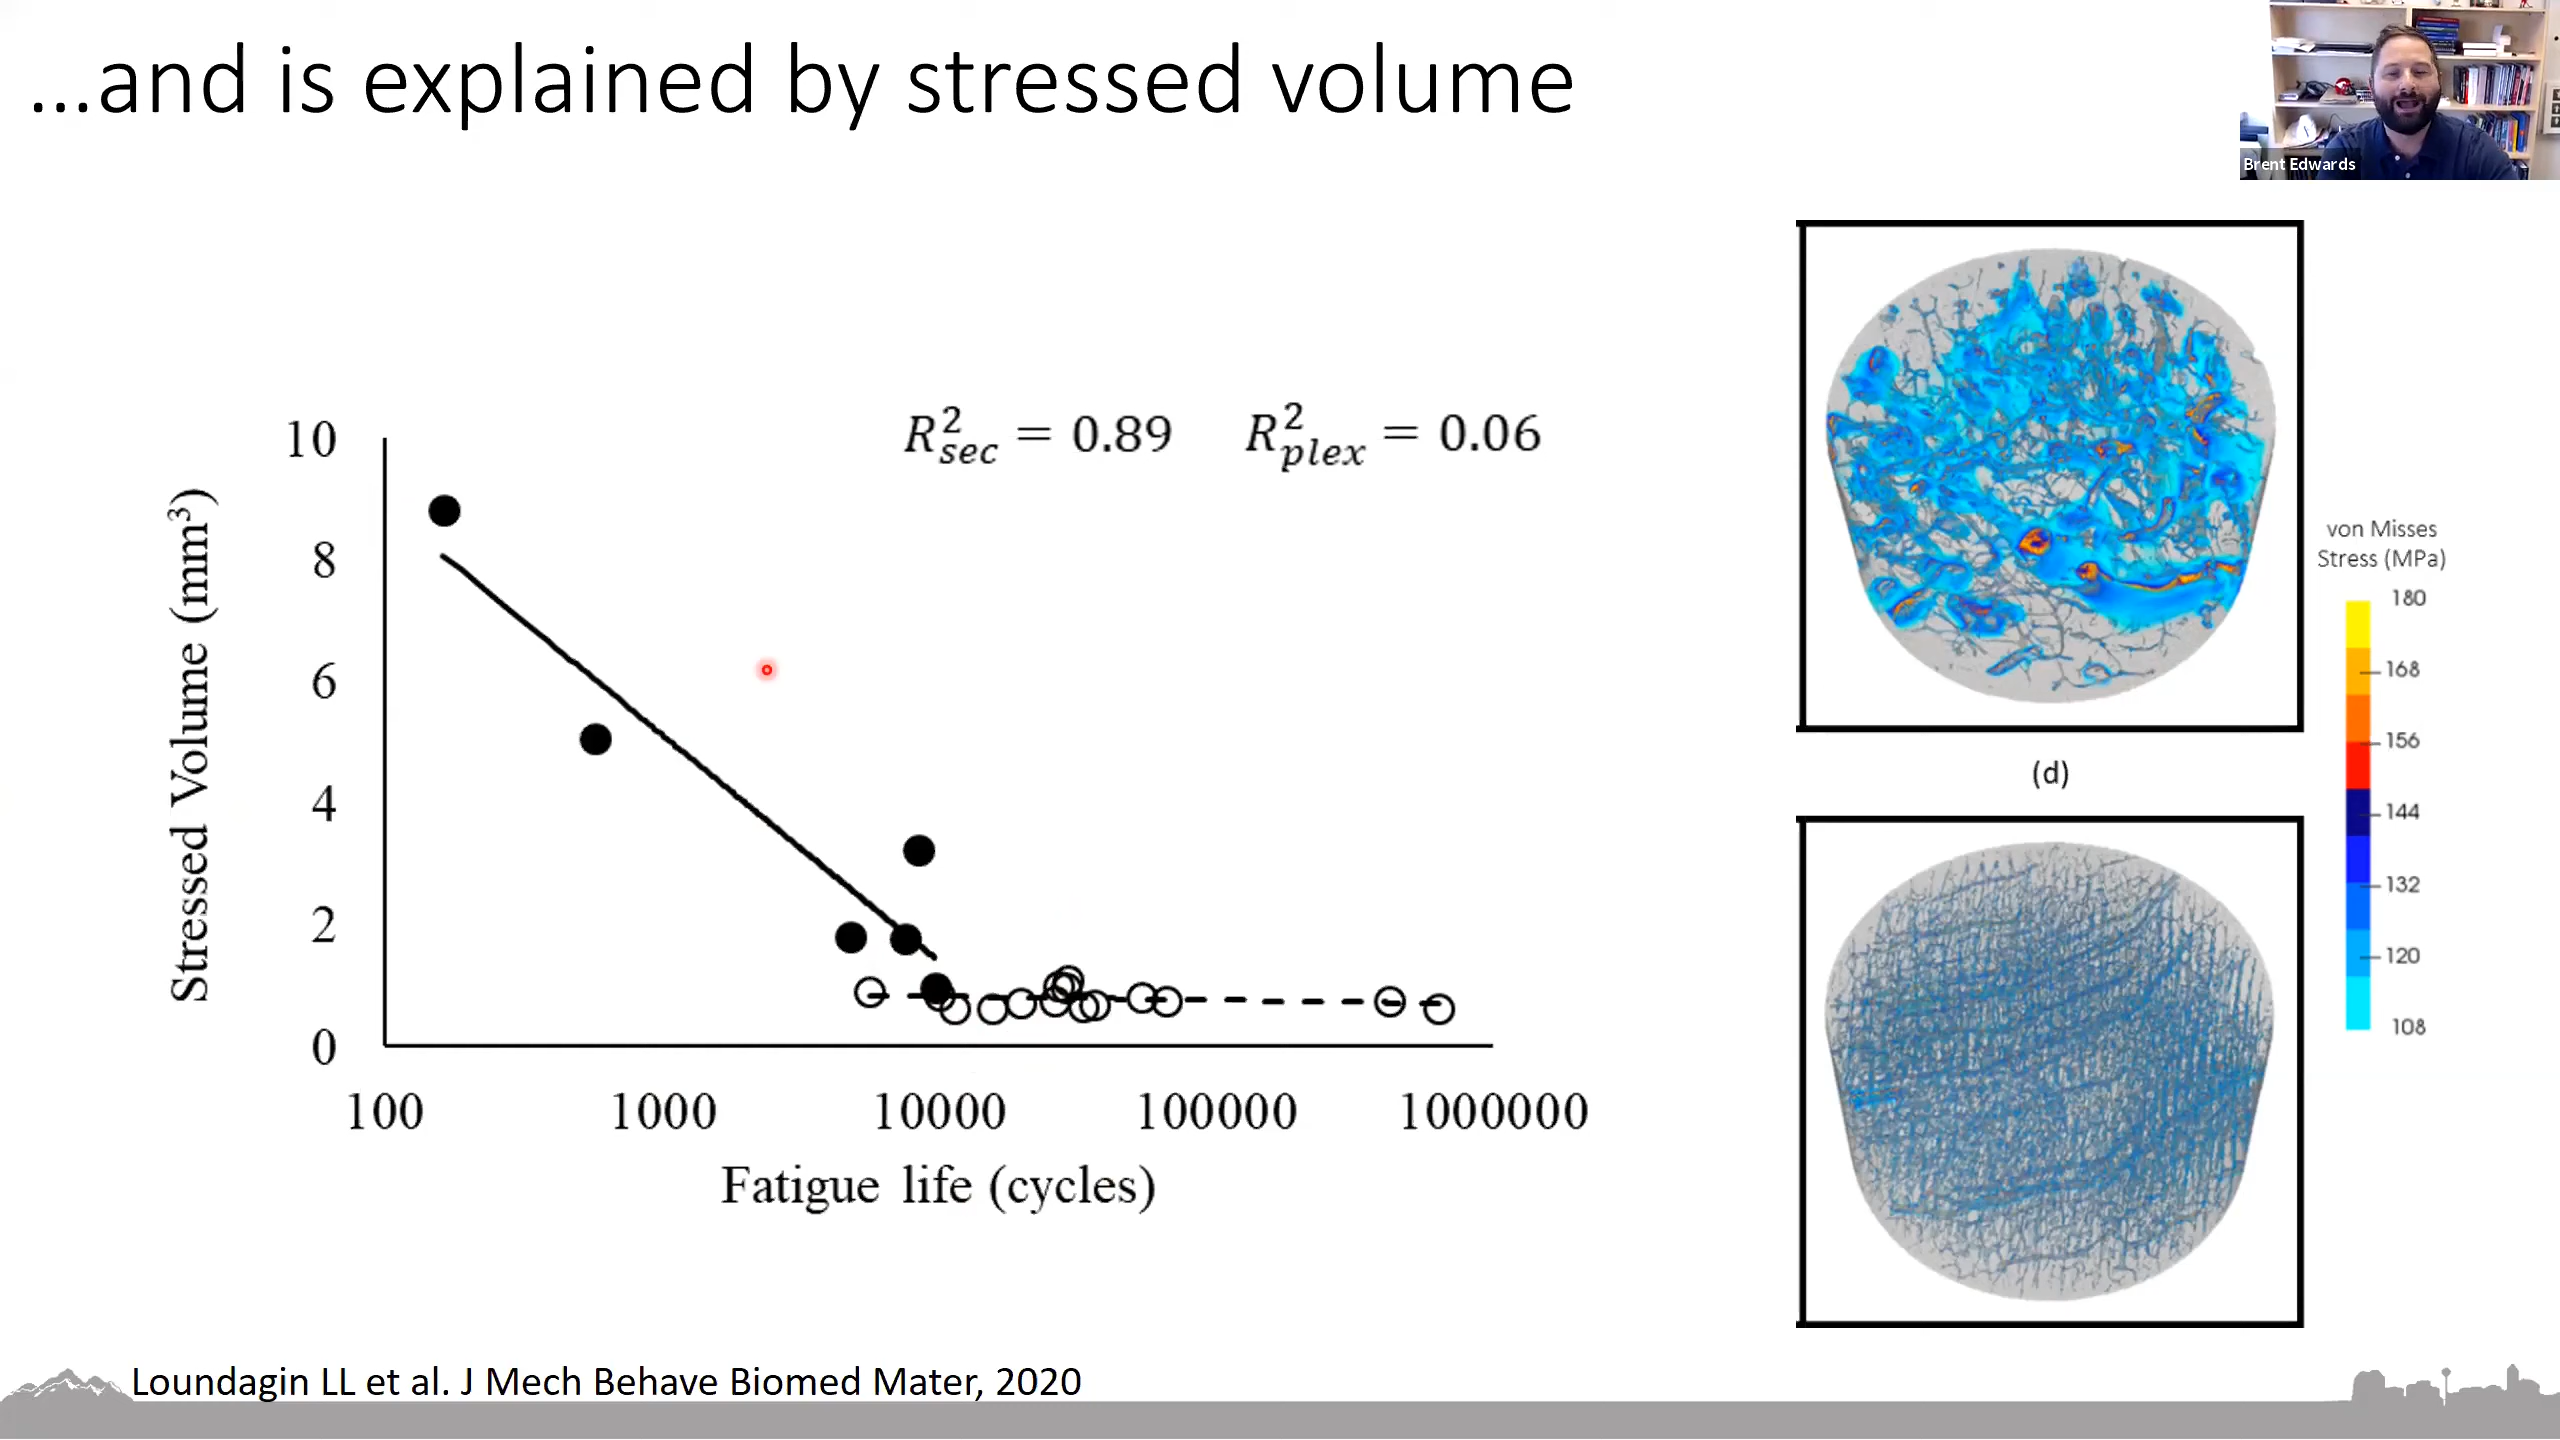 ...and is explained by stressed volume
Brent Edwards
R²sec = 0.89 R²plex = 0.06
Stressed Volume (mm³)
10
8
6
4
2
0
100 1000 10000 100000 1000000
Fatigue life (cycles)
(d)
von Misses
Stress (MPa)
180
168
156
144
132
120
108
Loundagin LL et al. J Mech Behave Biomed Mater, 2020